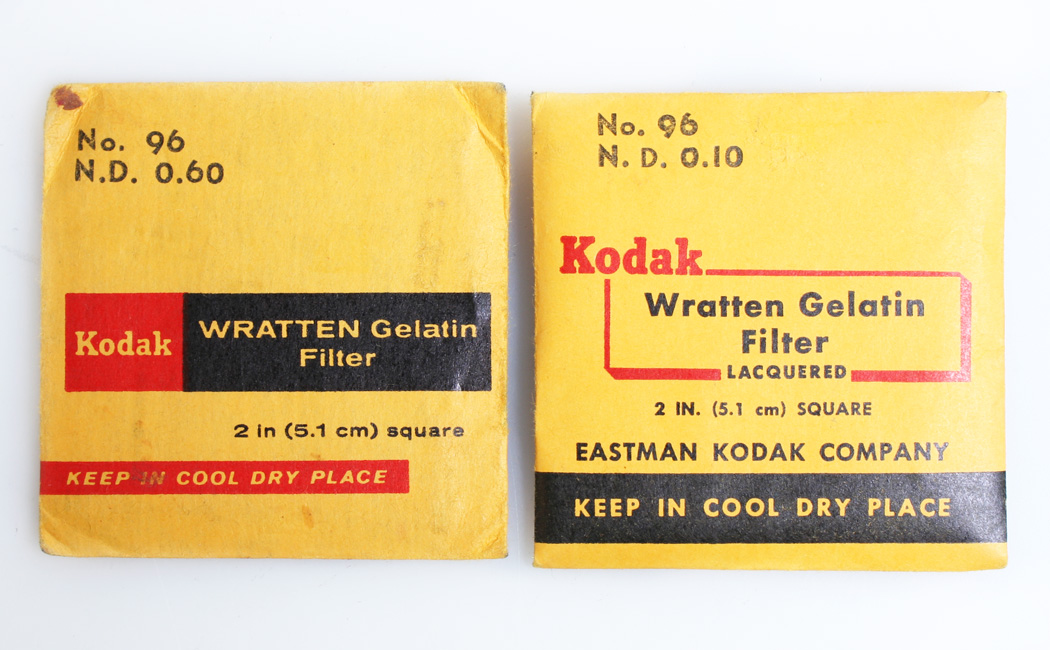 No. 96
N.D. 0.60
Kodak
WRATTEN Gelatin
Filter
2 in (5.1 cm) square
KEEP IN COOL DRY PLACE
No. 96
N. D. 0.10
Kodak
Wratten Gelatin
Filter
LACQUERED
2 IN. (5.1 cm) SQUARE
EASTMAN KODAK COMPANY
KEEP IN COOL DRY PLACE